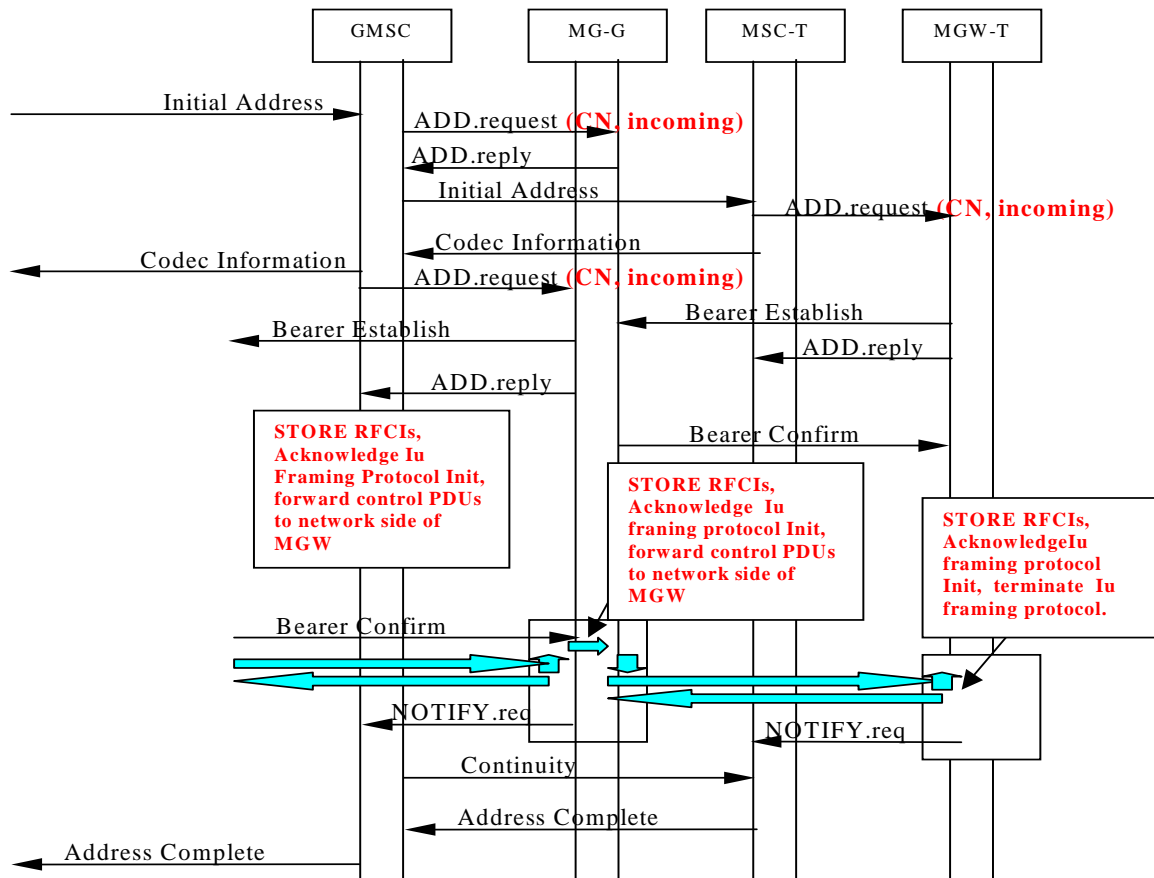 GMSC
MG-G
MSC-T
MGW-T
Initial Address
ADD.request (CN, incoming)
ADD.reply
Initial Address
ADD.request (CN, incoming)
Codec Information
Codec Information
ADD.request (CN, incoming)
Bearer Establish
Bearer Establish
ADD.reply
ADD.reply
STORE RFCIs,
Acknowledge Iu
Framing Protocol Init,
forward control PDUs
to network side of
MGW
Bearer Confirm
STORE RFCIs,
Acknowledge Iu
franing protocol Init,
forward control PDUs
to network side of
MGW
STORE RFCIs,
AcknowledgeIu
framing protocol
Init, terminate Iu
framing protocol.
Bearer Confirm
NOTIFY.req
NOTIFY.req
Continuity
Address Complete
Address Complete